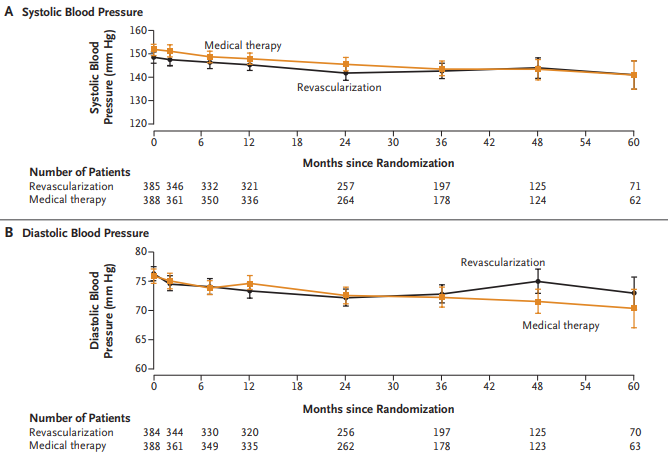 A Systolic Blood Pressure
160
150
140
130
120
Systolic Blood
Pressure (mm Hg)
Medical therapy
Revascularization
0 6 12 18 24 30 36 42 48 54 60
Months since Randomization
Number of Patients
Revascularization 385 346 332 321 257 197 125 71
Medical therapy 388 361 350 336 264 178 124 62
B Diastolic Blood Pressure
80
75
70
65
60
Diastolic Blood
Pressure (mm Hg)
Revascularization
Medical therapy
0 6 12 18 24 30 36 42 48 54 60
Months since Randomization
Number of Patients
Revascularization 384 344 330 320 256 197 125 70
Medical therapy 388 361 349 335 262 178 123 63